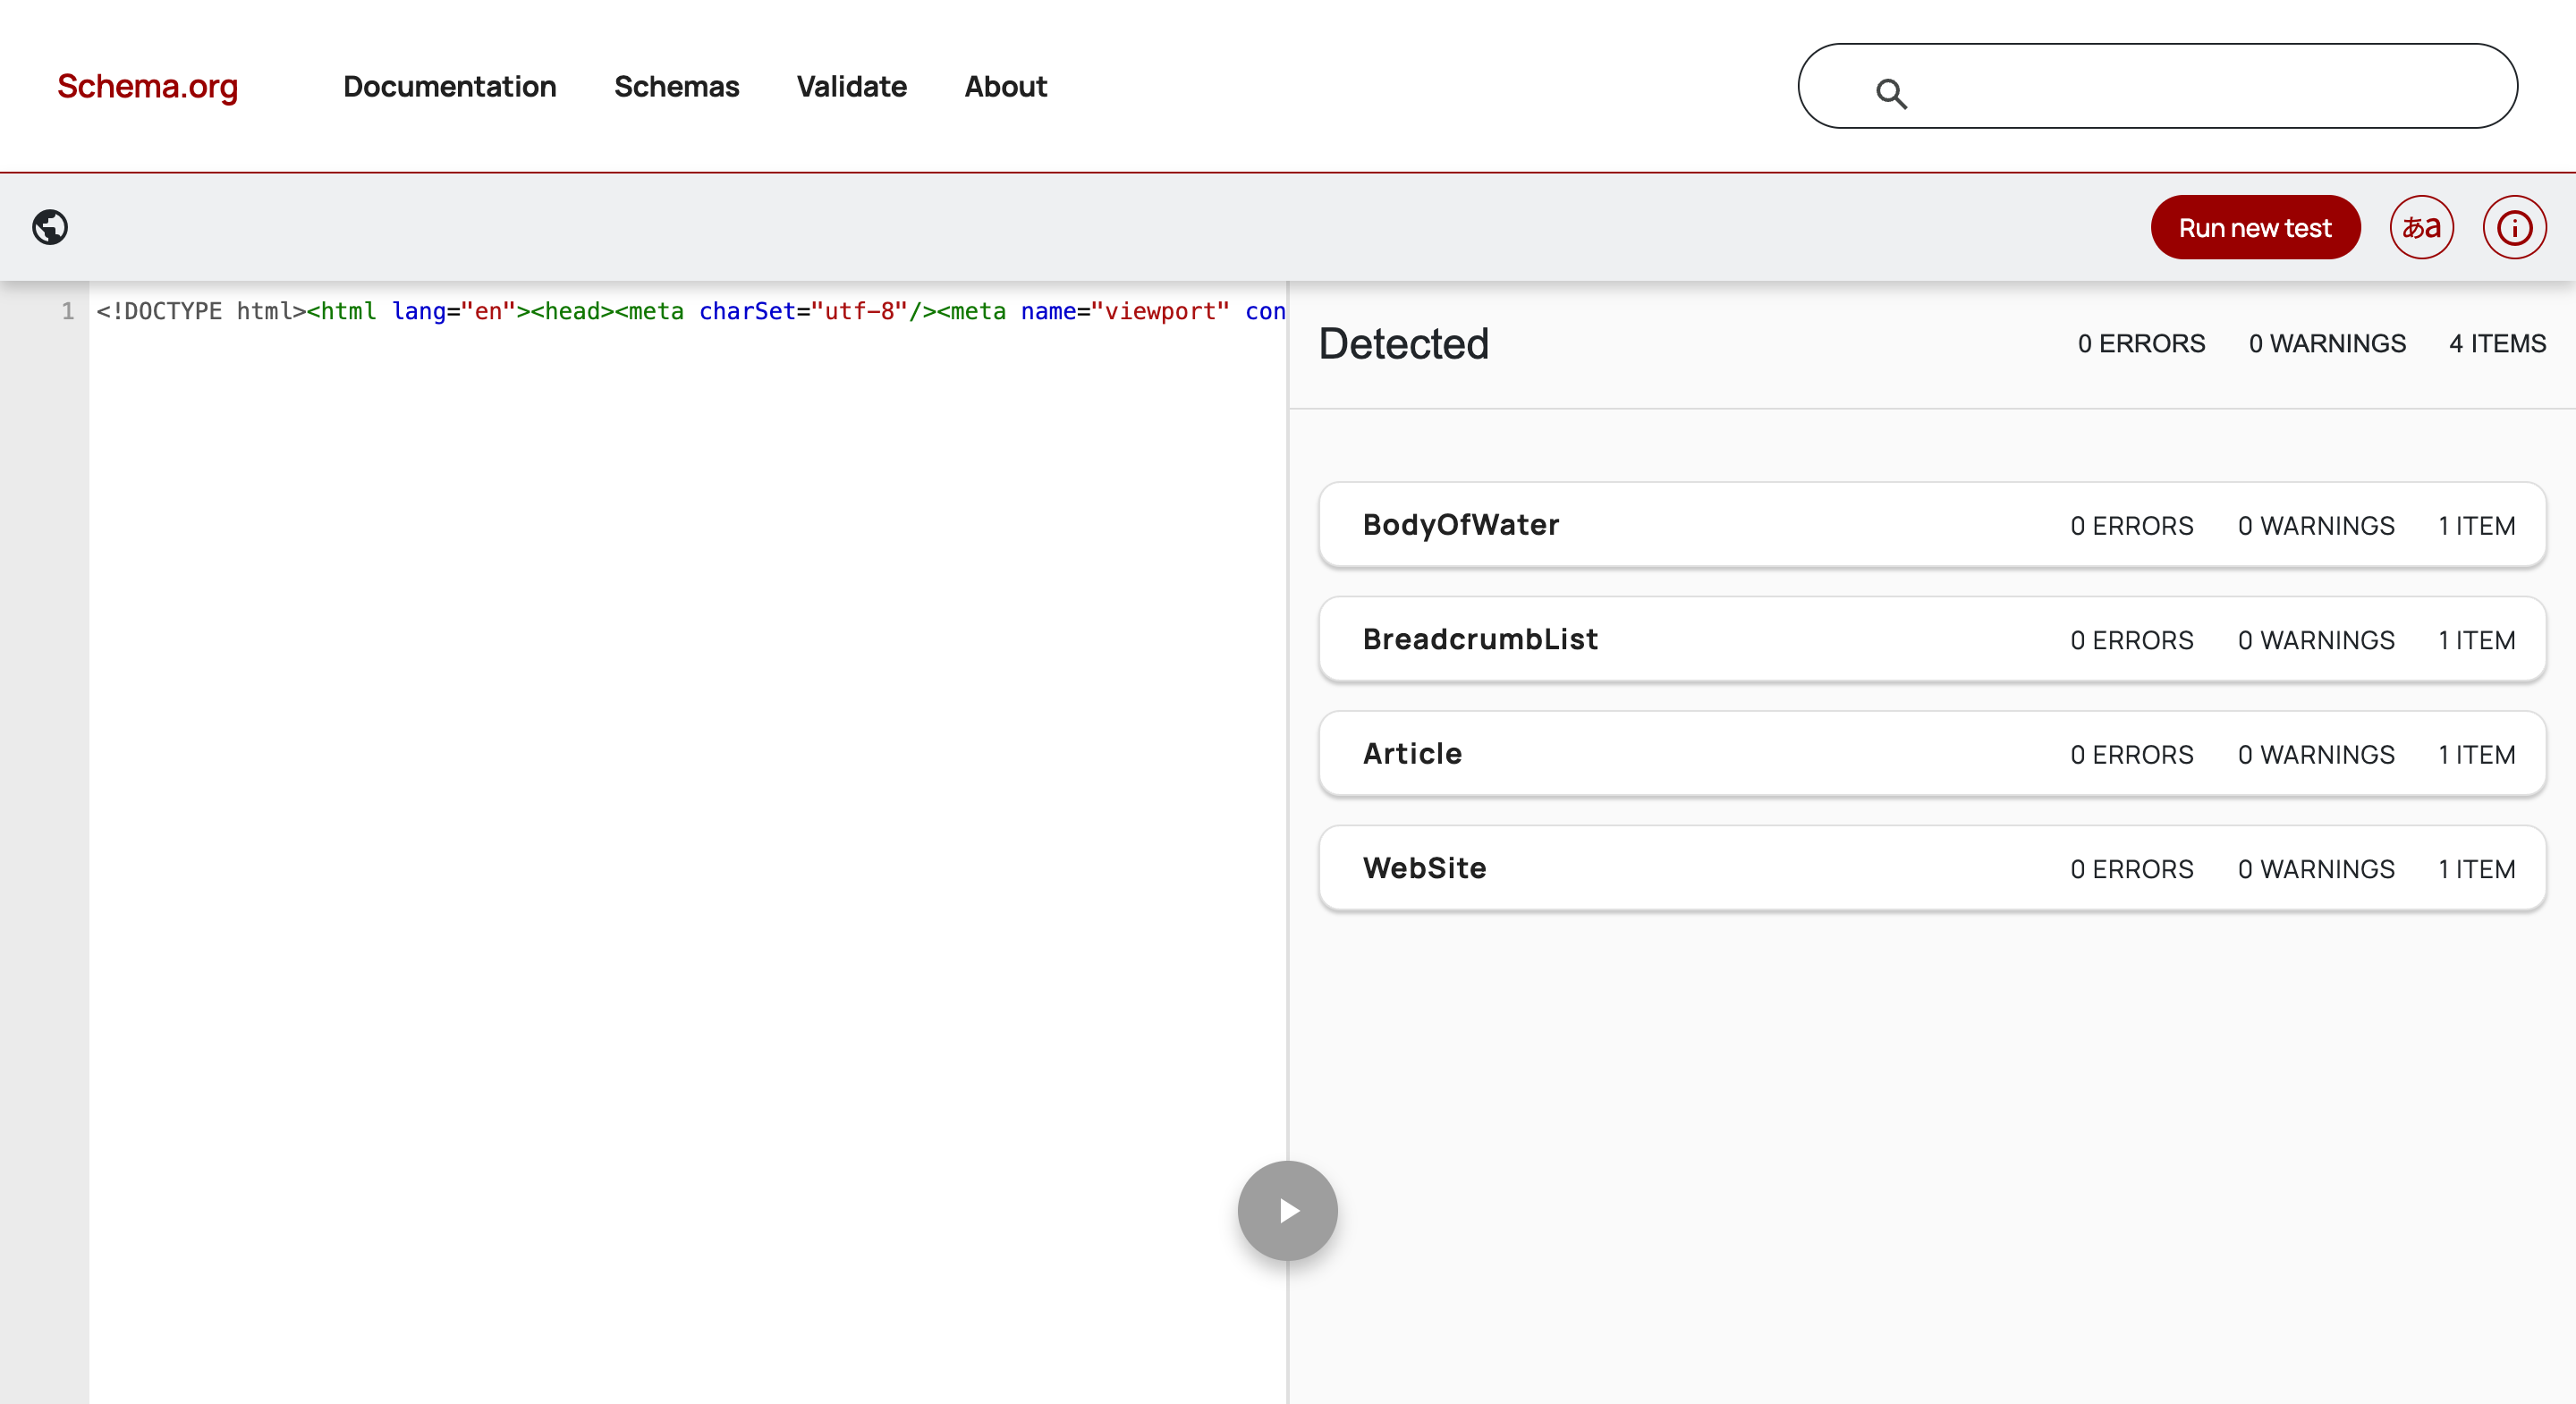 Schema.org Documentation Schemas Validate About
Run new test あa
1 <!DOCTYPE html><html lang="en"><head><meta charSet="utf-8"/><meta name="viewport" con
Detected 0 ERRORS 0 WARNINGS 4 ITEMS
BodyOfWater 0 ERRORS 0 WARNINGS 1 ITEM
BreadcrumbList 0 ERRORS 0 WARNINGS 1 ITEM
Article 0 ERRORS 0 WARNINGS 1 ITEM
WebSite 0 ERRORS 0 WARNINGS 1 ITEM